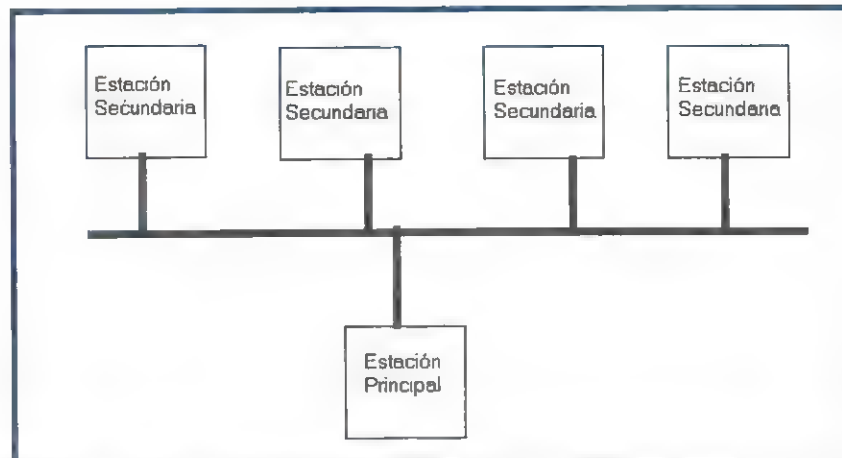 Estación
Secundaria
Estación
Secundaria
Estación
Secundaria
Estación
Secundaria
Estación
Principal